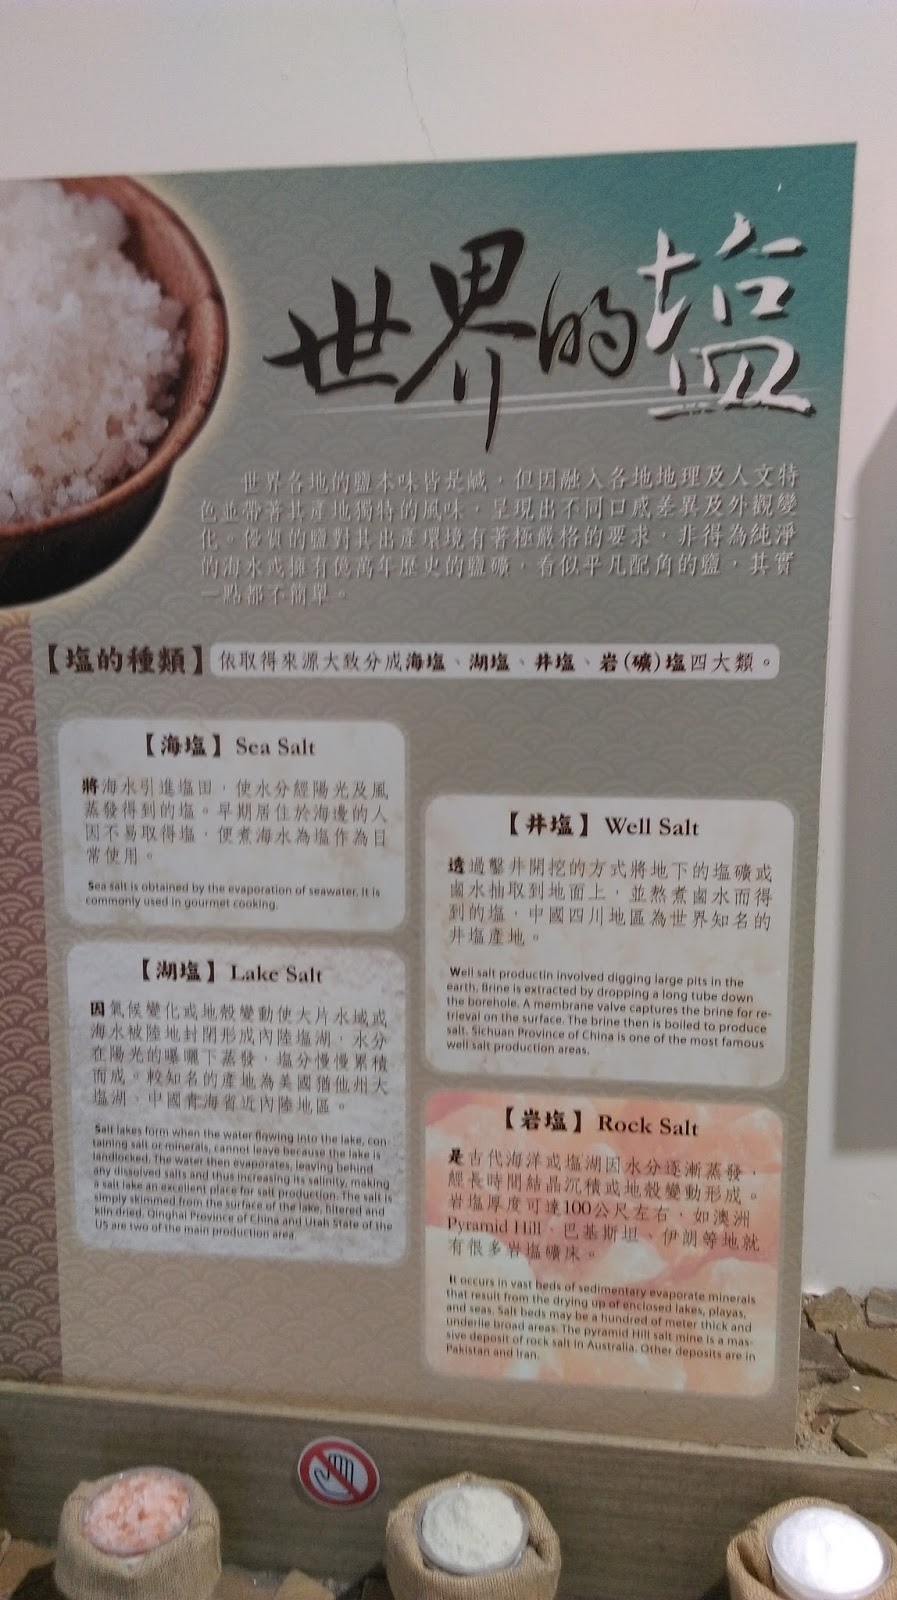 世界的塩
世界各地的鹽本味皆是鹹，但因融入各地地理及人文特
色並帶著其產地獨特的風味，呈現出不同口感差異及外觀變
化。優質的鹽對其出產環境有著極嚴格的要求，非得為純淨
的海水或擁有億萬年歷史的鹽礦，看似平凡配角的鹽，其實
一點都不簡單。
【塩的種類】依取得來源大致分成海塩、湖塩、井塩、岩(礦)塩四大類。
【海塩】Sea Salt
將海水引進塩田，使水分經陽光及風
蒸發得到的塩。早期居住於海邊的人
因不易取得塩，便煮海水為塩作為日
常使用。
Sea salt is obtained by the evaporation of seawater. It is
commonly used in gourmet cooking.
【湖塩】Lake Salt
因氣候變化或地殼變動使大片水域或
海水被陸地封閉形成內陸塩湖，水分
在陽光的曝曬下蒸發，塩分慢慢累積
而成。較知名的產地為美國猶他州大
塩湖、中國青海省近內陸地區。
Salt lakes form when the water flowing into the lake, con-
taining salt or minerals, cannot leave because the lake is
landlocked. The water then evaporates, leaving behind
any dissolved salts and thus increasing its salinity, making
a salt lake an excellent place for salt production. The salt is
simply skimmed from the surface of the lake, filtered and
kiln dried. Qinghai Province of China and Utah State of the
US are two of the main production area.
【井塩】Well Salt
透過鑿井開挖的方式將地下的塩礦或
鹵水抽取到地面上，並熬煮鹵水而得
到的塩，中國四川地區為世界知名的
井塩產地。
Well salt productin involved digging large pits in the
earth, Brine is extracted by dropping a long tube down
the borehole. A membrane valve captures the brine for re-
trieval on the surface. The brine then is boiled to produce
salt. Sichuan Province of China is one of the most famous
well salt production areas.
【岩塩】Rock Salt
是古代海洋或塩湖因水分逐漸蒸發，
經長時間結晶沉積或地殼變動形成。
岩塩厚度可達100公尺左右，如澳洲
Pyramid Hill，巴基斯坦、伊朗等地就
有很多岩塩礦床。
It occurs in vast beds of sedimentary evaporate minerals
that result from the drying up of enclosed lakes, playas,
and seas. Salt beds may be a hundred of meter thick and
underlie broad areas. The pyramid Hill salt mine is a mas-
sive deposit of rock salt in Australia. Other deposits are in
Pakistan and Iran.